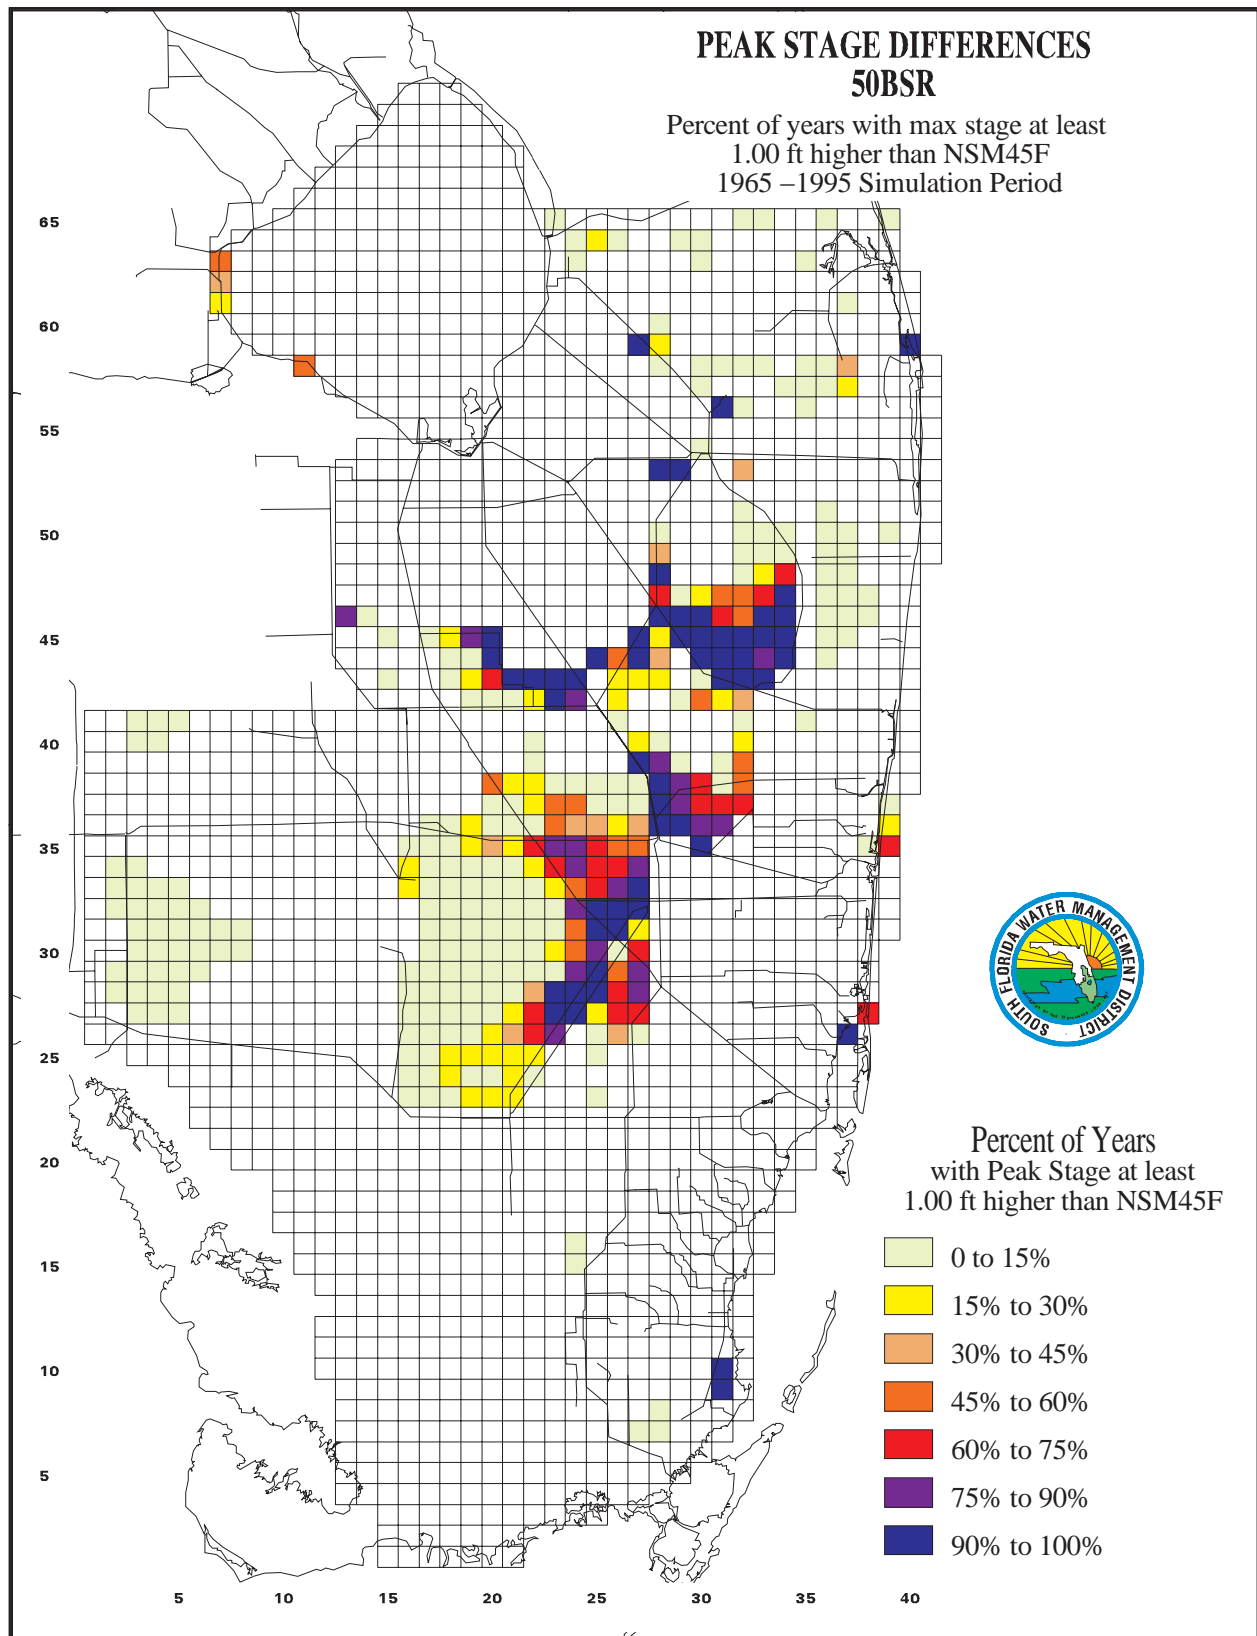 PEAK STAGE DIFFERENCES
50BSR
Percent of years with max stage at least
1.00 ft higher than NSM45F
1965 –1995 Simulation Period
65
60
55
50
45
40
35
30
25
20
15
10
5
SOUTH FLORIDA WATER MANAGEMENT DISTRICT
Percent of Years
with Peak Stage at least
1.00 ft higher than NSM45F
0 to 15%
15% to 30%
30% to 45%
45% to 60%
60% to 75%
75% to 90%
90% to 100%
5 10 15 20 25 30 35 40